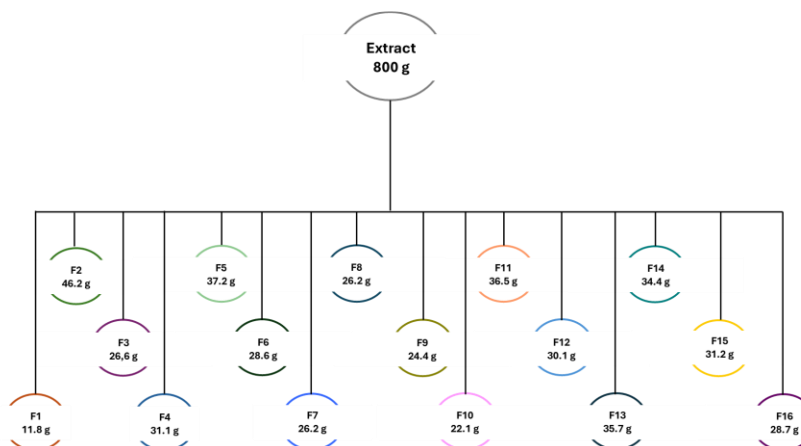 Extract
800 g
F2
46.2 g
F5
37.2 g
F8
26.2 g
F11
36.5 g
F14
34.4 g
F3
26,6 g
F6
28.6 g
F9
24.4 g
F12
30.1 g
F15
31.2 g
F1
11.8 g
F4
31.1 g
F7
26.2 g
F10
22.1 g
F13
35.7 g
F16
28.7 g